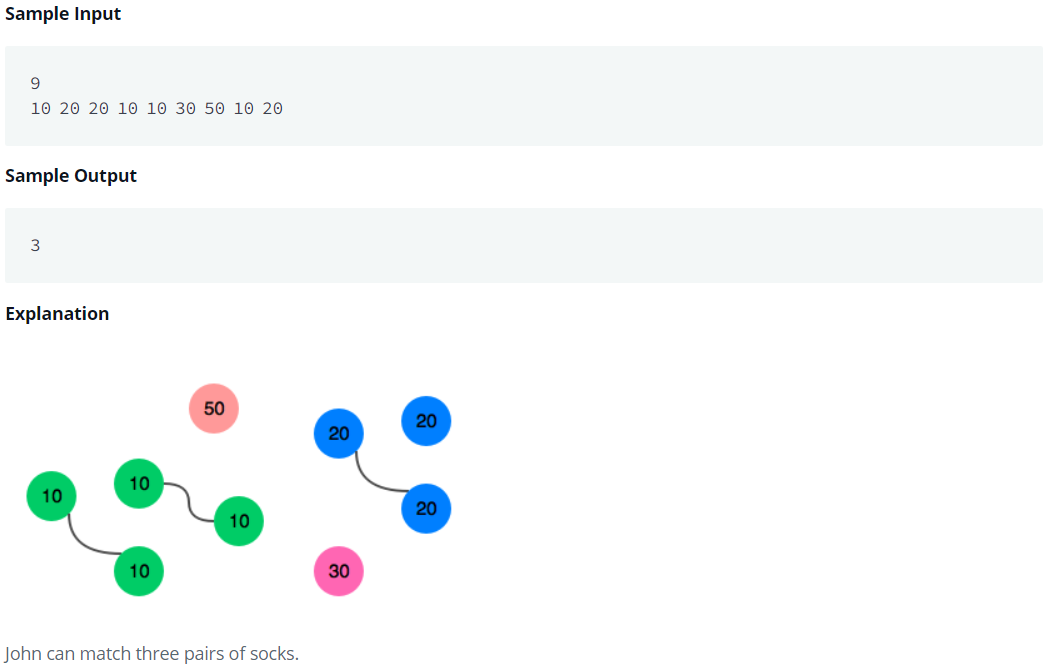 Sample Input
9
10 20 20 10 10 30 50 10 20
Sample Output
3
Explanation
50
20
20
10
10
10
20
10
30
John can match three pairs of socks.